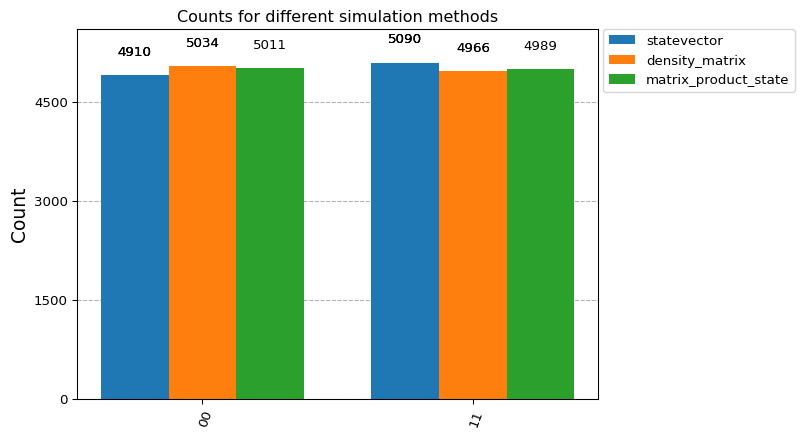 Counts for different simulation methods
4910
5034
5011
5090
4966
4989
statevector
density_matrix
matrix_product_state
4500
3000
1500
0
Count
00
11